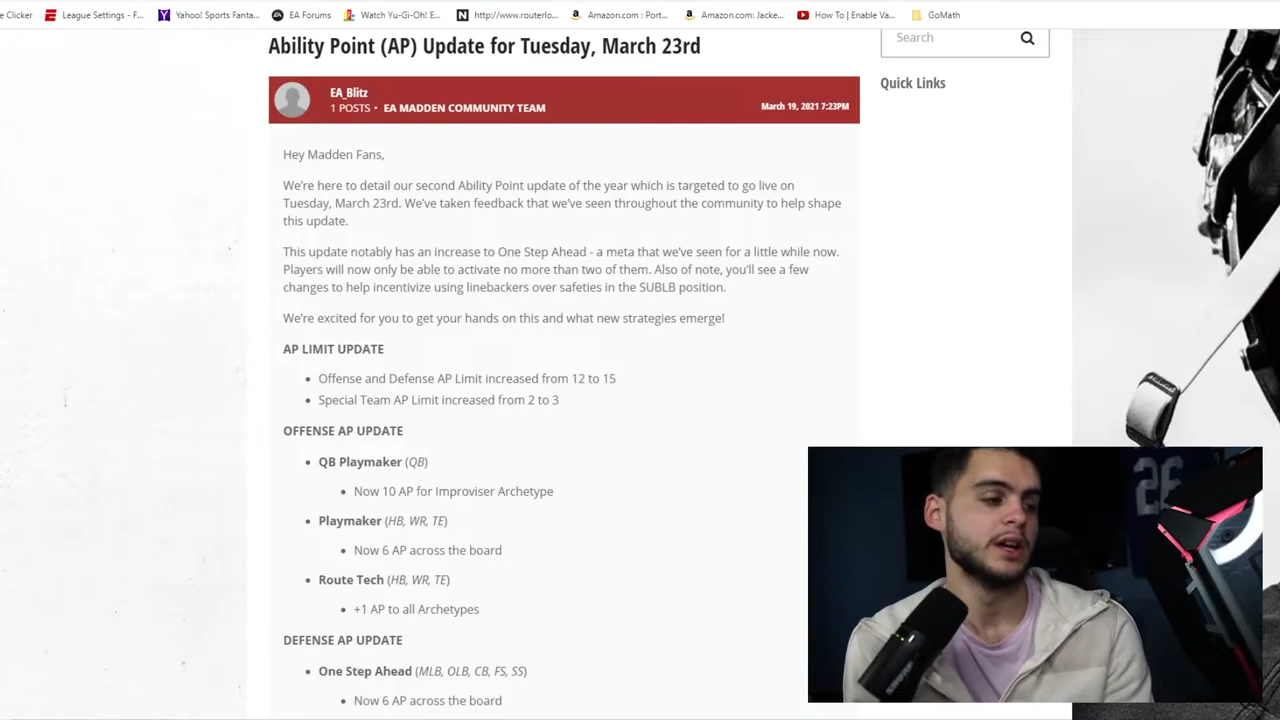 e Clicker
League Settings - F...
Yahoo! Sports Fanta...
EA Forums
Watch Yu-Gi-Oh! E...
http://www.routerlo...
Amazon.com : Port...
Amazon.com: Jacke...
How To | Enable Va...
GoMath
Ability Point (AP) Update for Tuesday, March 23rd
Search
Quick Links
EA_Blitz
1 POSTS • EA MADDEN COMMUNITY TEAM
March 19, 2021 7:23PM
Hey Madden Fans,
We're here to detail our second Ability Point update of the year which is targeted to go live on
Tuesday, March 23rd. We've taken feedback that we've seen throughout the community to help shape
this update.
This update notably has an increase to One Step Ahead - a meta that we've seen for a little while now.
Players will now only be able to activate no more than two of them. Also of note, you'll see a few
changes to help incentivize using linebackers over safeties in the SUBLB position.
We're excited for you to get your hands on this and what new strategies emerge!
AP LIMIT UPDATE
• Offense and Defense AP Limit increased from 12 to 15
• Special Team AP Limit increased from 2 to 3
OFFENSE AP UPDATE
• QB Playmaker (QB)
• Now 10 AP for Improviser Archetype
• Playmaker (HB, WR, TE)
• Now 6 AP across the board
• Route Tech (HB, WR, TE)
• +1 AP to all Archetypes
DEFENSE AP UPDATE
• One Step Ahead (MLB, OLB, CB, FS, SS)
• Now 6 AP across the board
26
SHURE